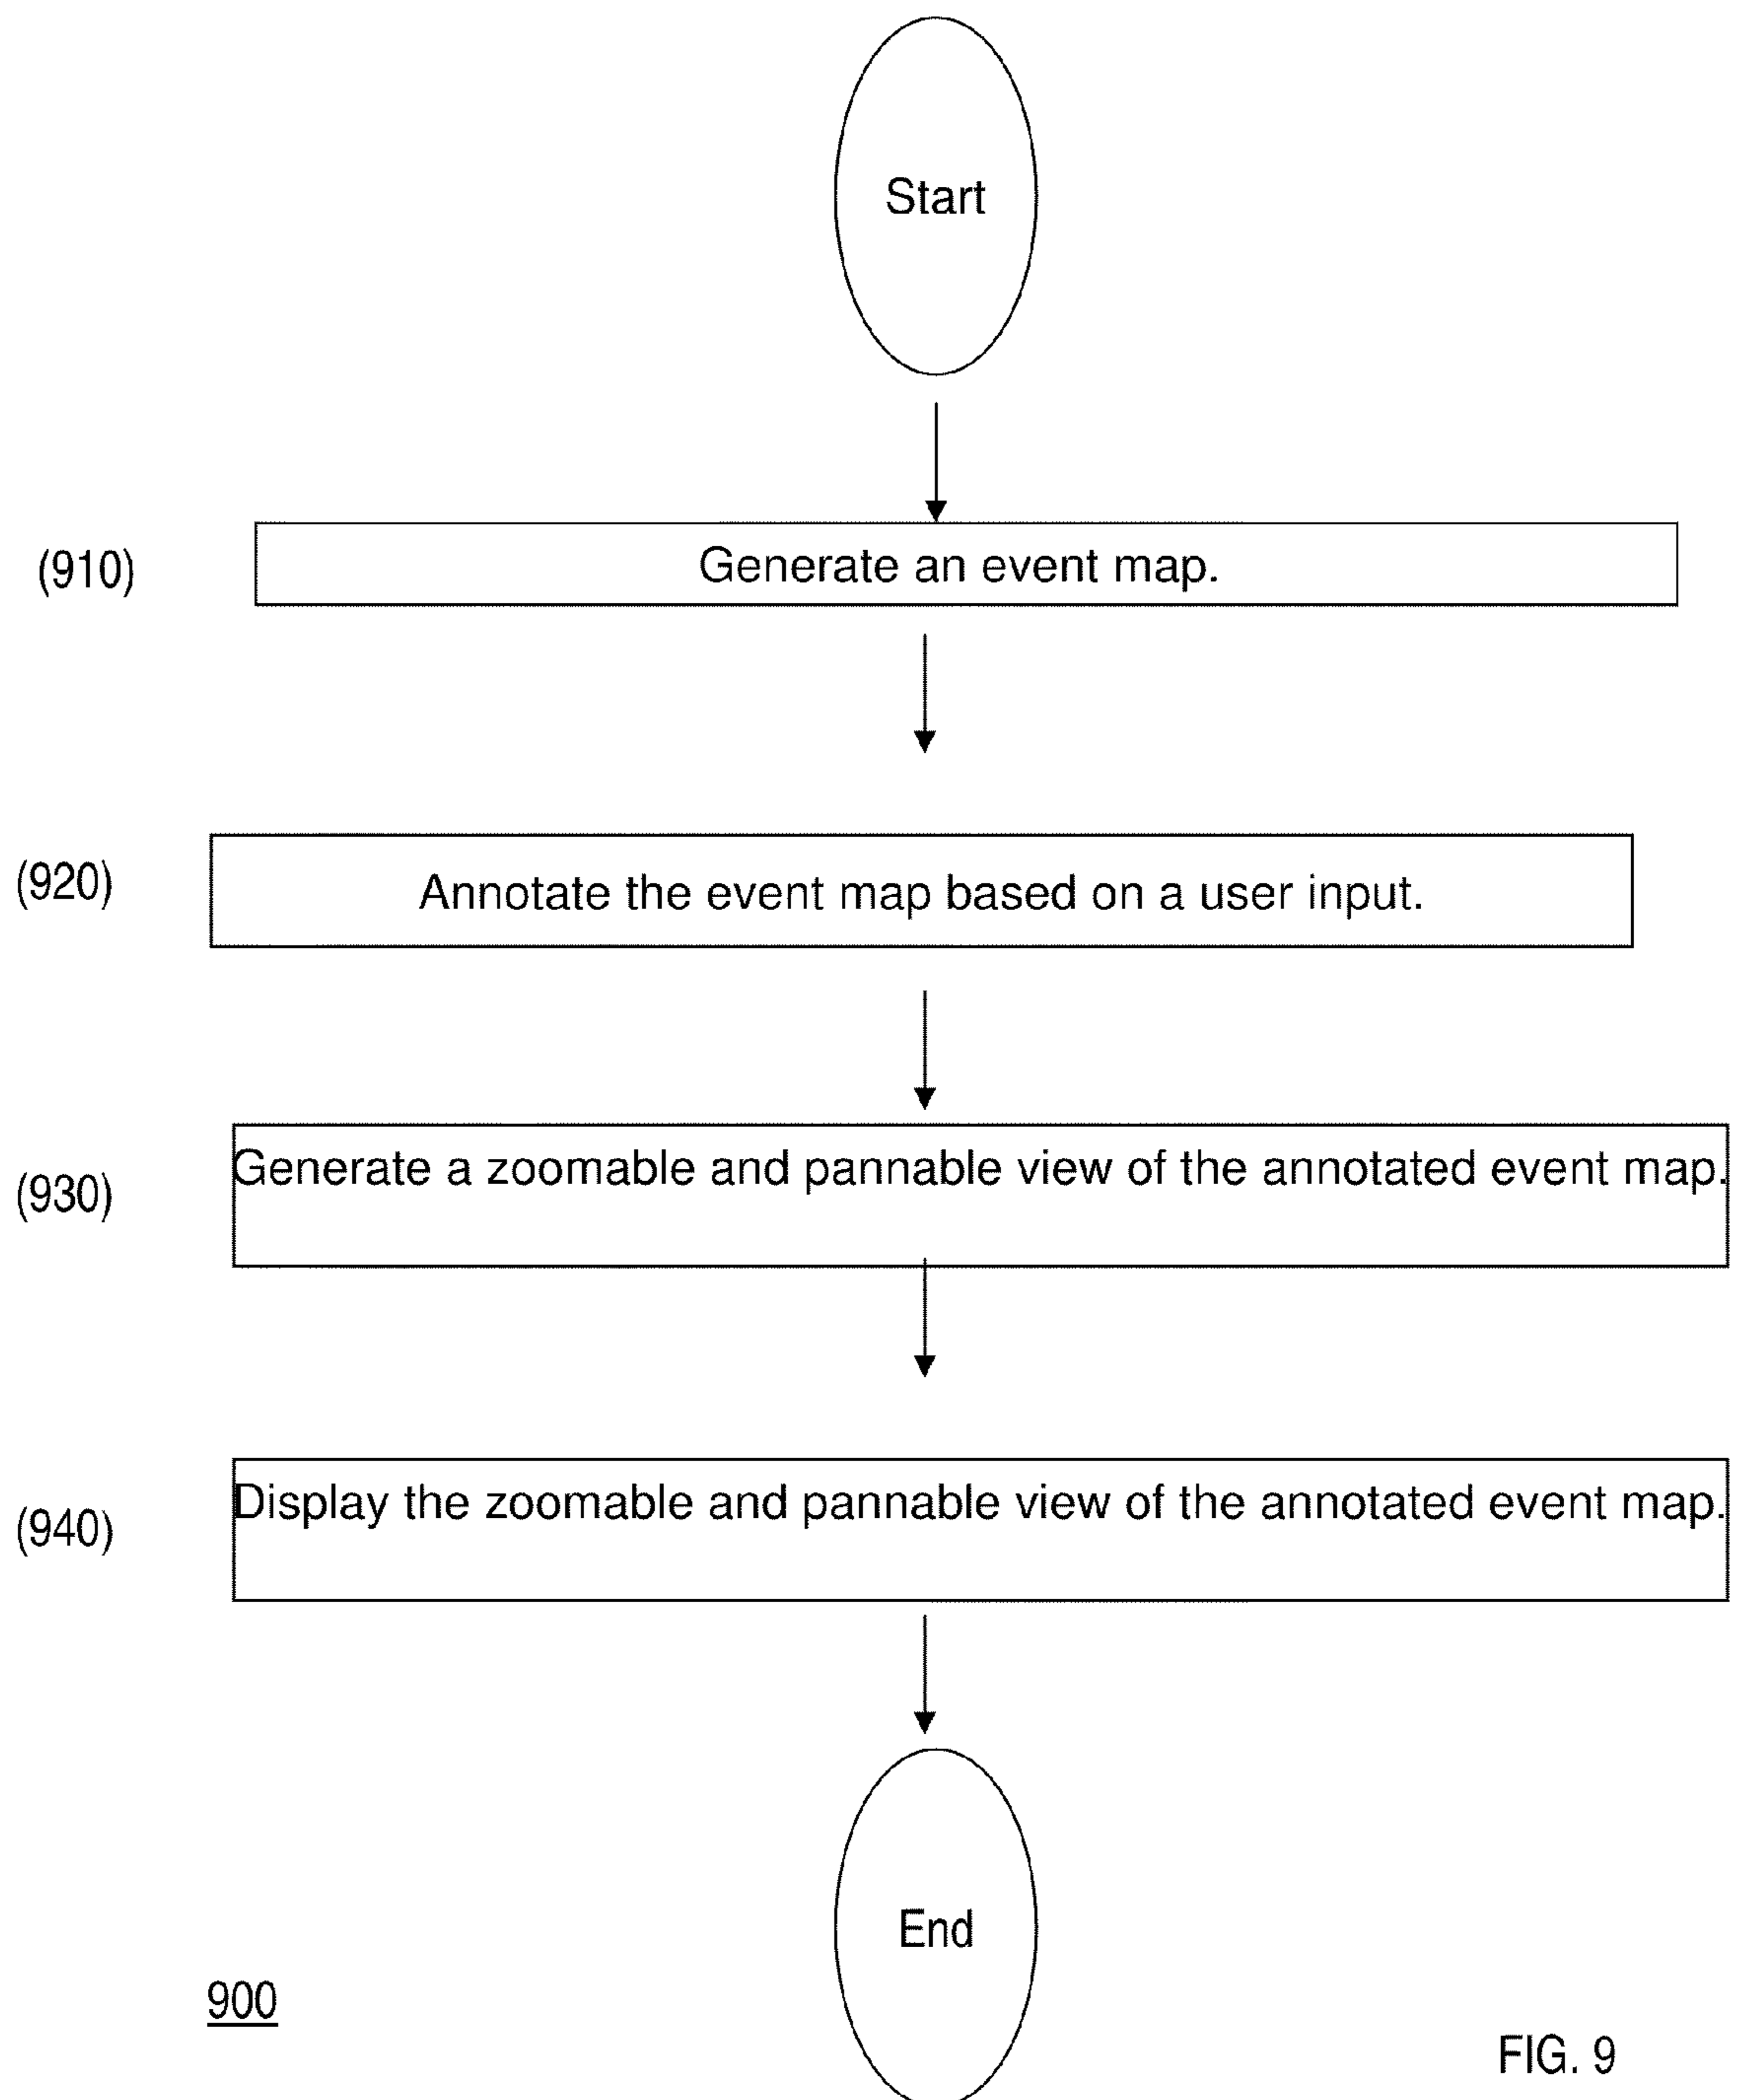 Start
(910)
Generate an event map.
(920)
Annotate the event map based on a user input.
(930)
Generate a zoomable and pannable view of the annotated event map.
(940)
Display the zoomable and pannable view of the annotated event map.
End
900
FIG. 9